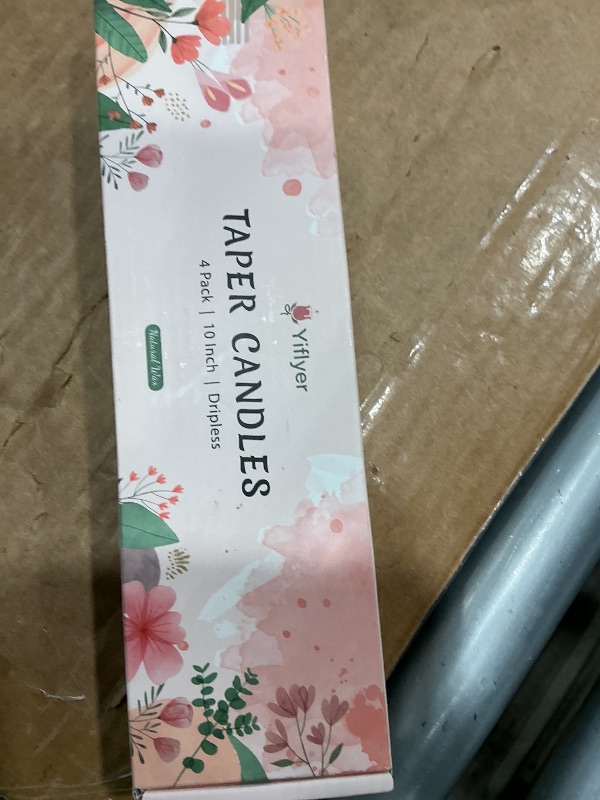 Yiflyer
TAPER CANDLES
4 Pack | 10 Inch | Dripless
Natural Wax